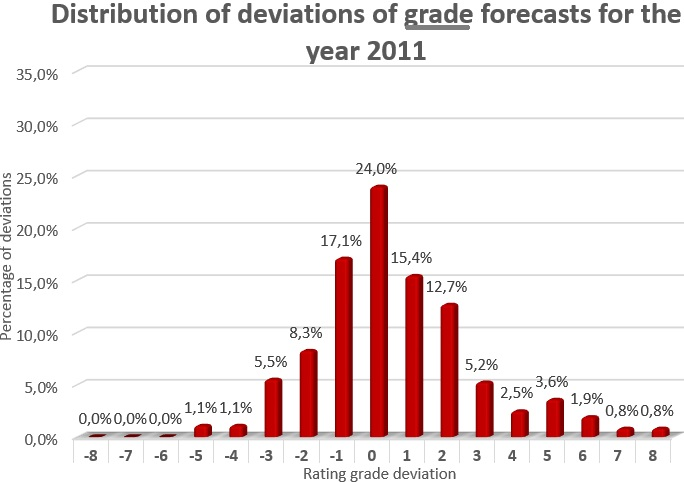 Distribution of deviations of grade forecasts for the
year 2011
35,0%
30,0%
25,0%
20,0%
15,0%
10,0%
5,0%
0,0%
Percentage of deviations
0,0% 0,0% 0,0% 1,1% 1,1% 5,5% 8,3% 17,1% 24,0% 15,4% 12,7% 5,2% 2,5% 3,6% 1,9% 0,8% 0,8%
-8 -7 -6 -5 -4 -3 -2 -1 0 1 2 3 4 5 6 7 8
Rating grade deviation